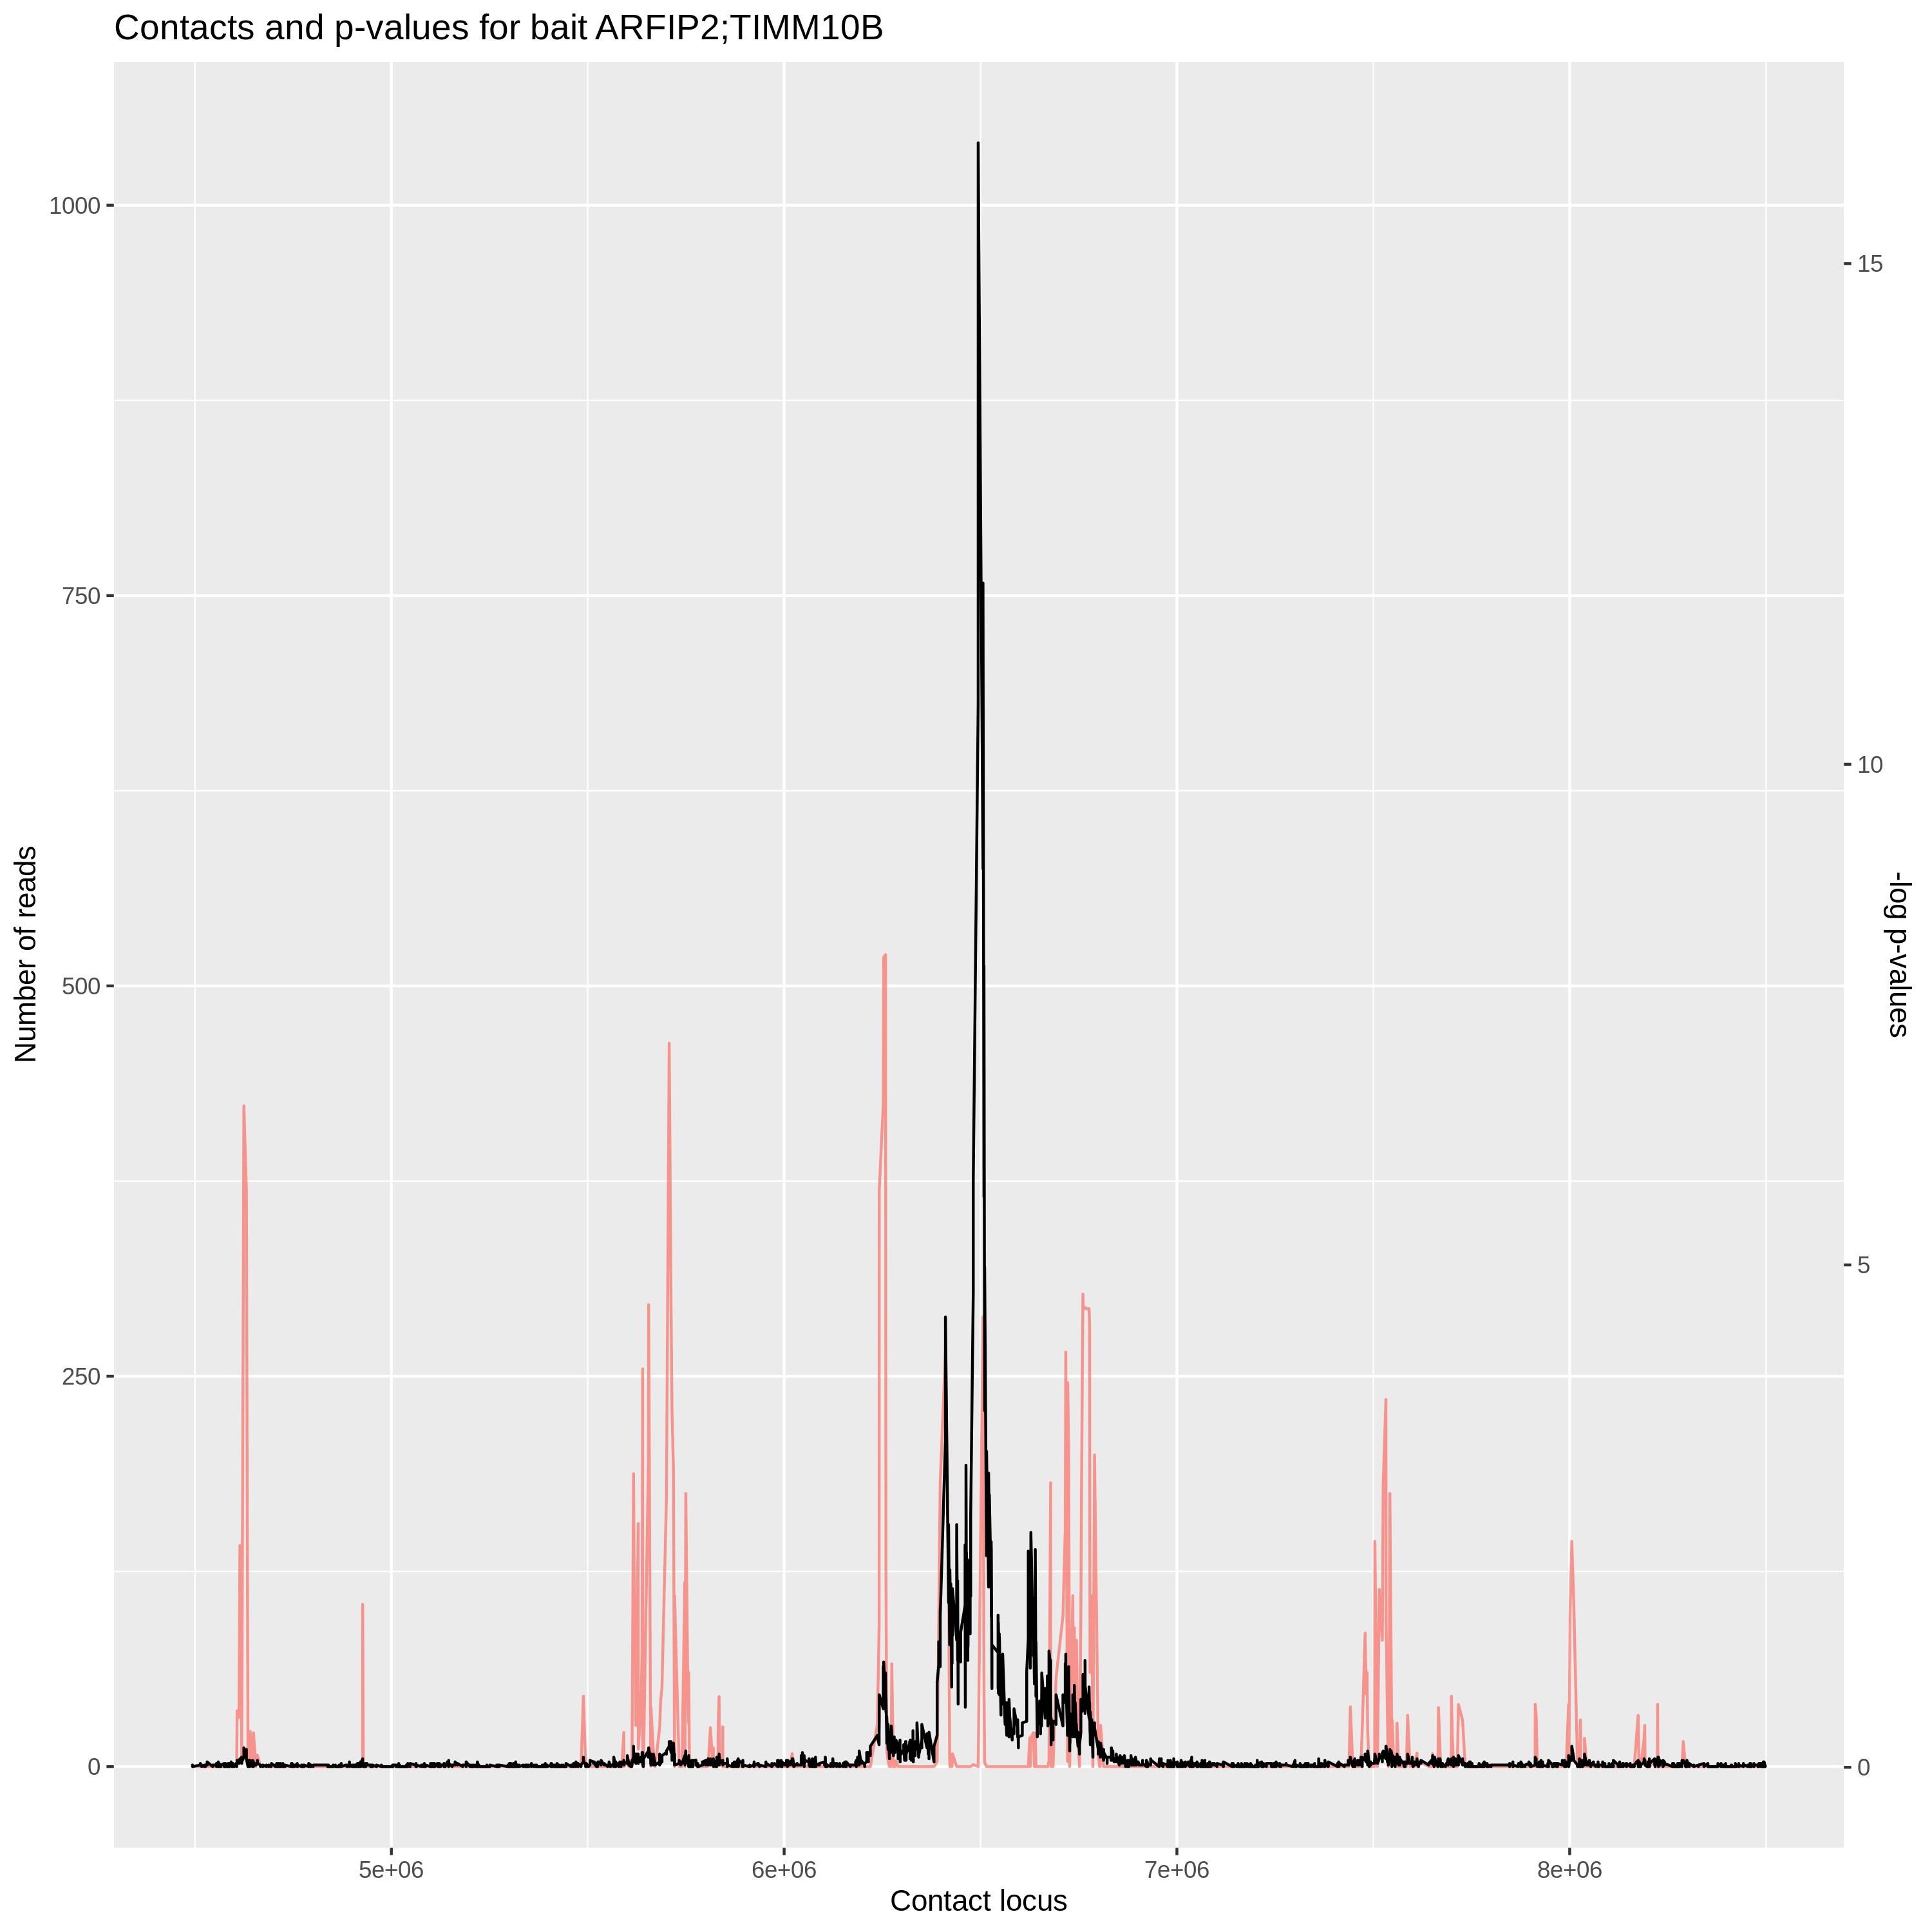 Contacts and p-values for bait ARFIP2;TIMM10B
1000
750
500
250
0
Number of reads
15
10
5
0
-log p-values
5e+06
6e+06
7e+06
8e+06
Contact locus